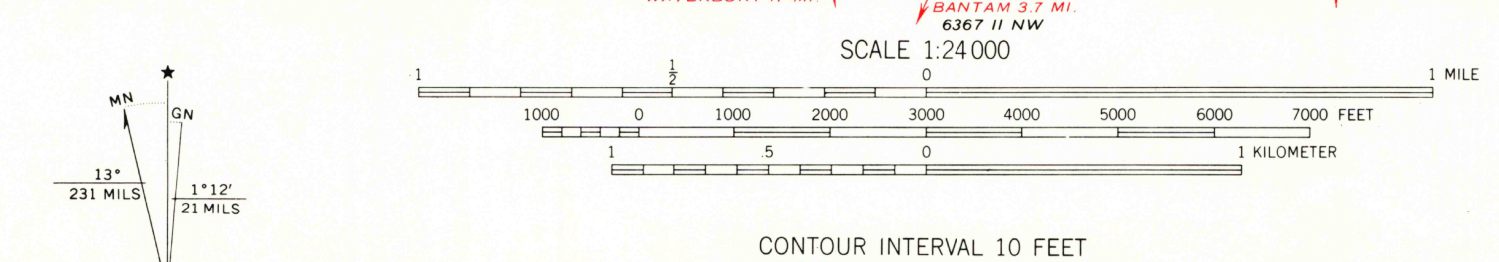 BANTAM 3.7 MI.
6367 II NW
SCALE 1:24 000
1 1/2 0 1 MILE
1000 0 1000 2000 3000 4000 5000 6000 7000 FEET
1 .5 0 1 KILOMETER
MN
GN
13°
231 MILS
1°12′
21 MILS
CONTOUR INTERVAL 10 FEET